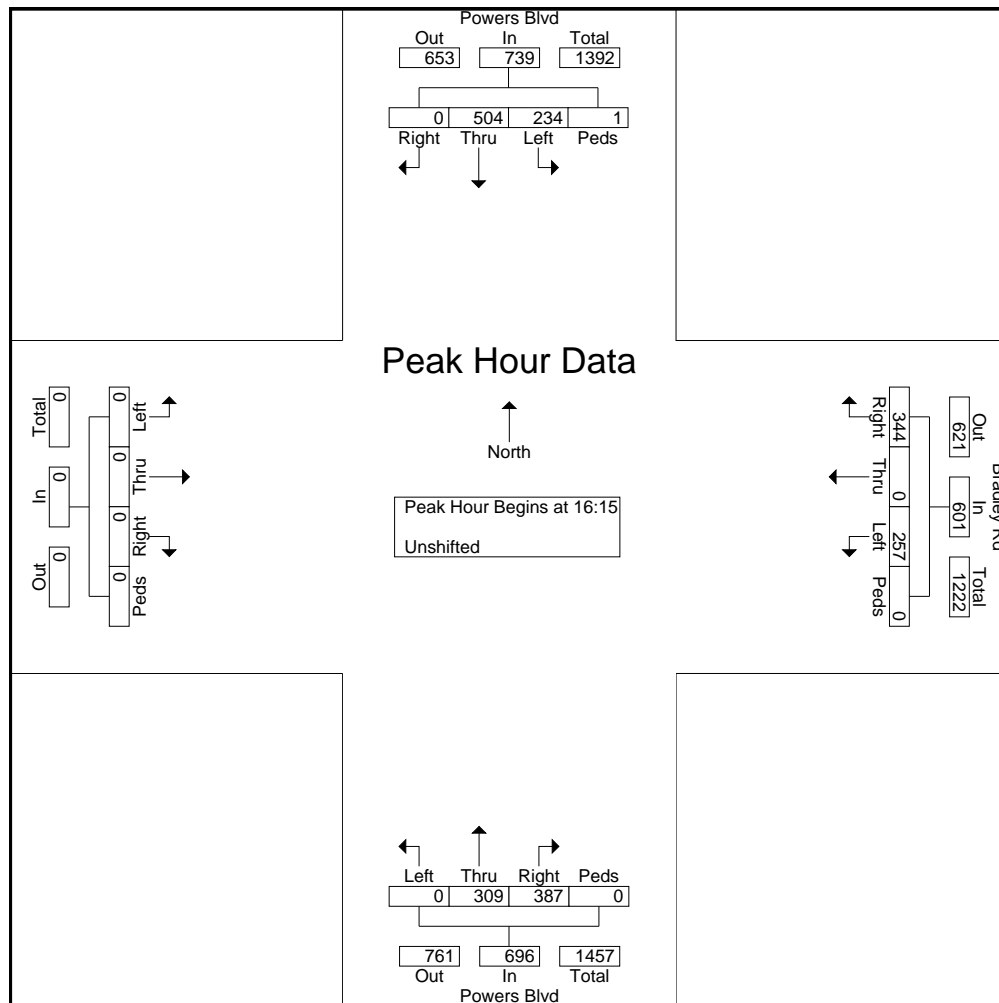 Powers Blvd
Out In Total
653 739 1392
0 504 234 1
Right Thru Left Peds
Peak Hour Data
North
Peak Hour Begins at 16:15
Unshifted
Total In Out
0 0 0
0 0 0 0
Left Thru Right Peds
Right Thru Left Peds
344 0 257 0
Out In Total
621 601 1222
Bradley Rd
Left Thru Right Peds
0 309 387 0
761 696 1457
Out In Total
Powers Blvd